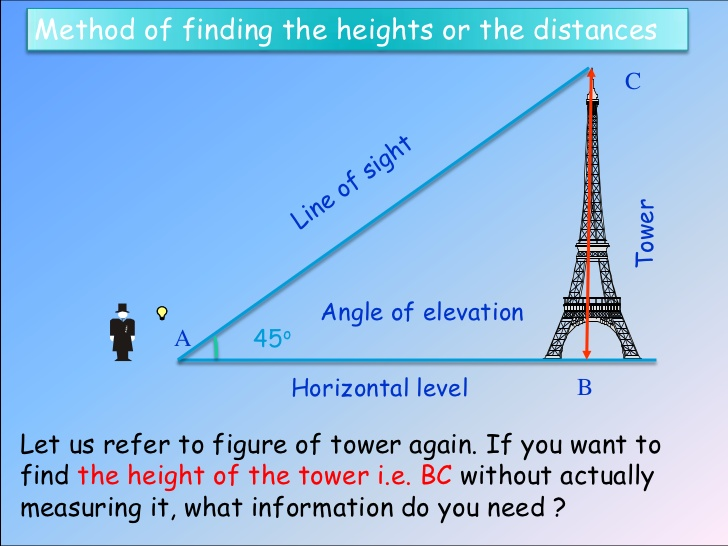 Method of finding the heights or the distances
C
Line of sight
Tower
Angle of elevation
A
45°
Horizontal level
B
Let us refer to figure of tower again. If you want to
find the height of the tower i.e. BC without actually
measuring it, what information do you need ?